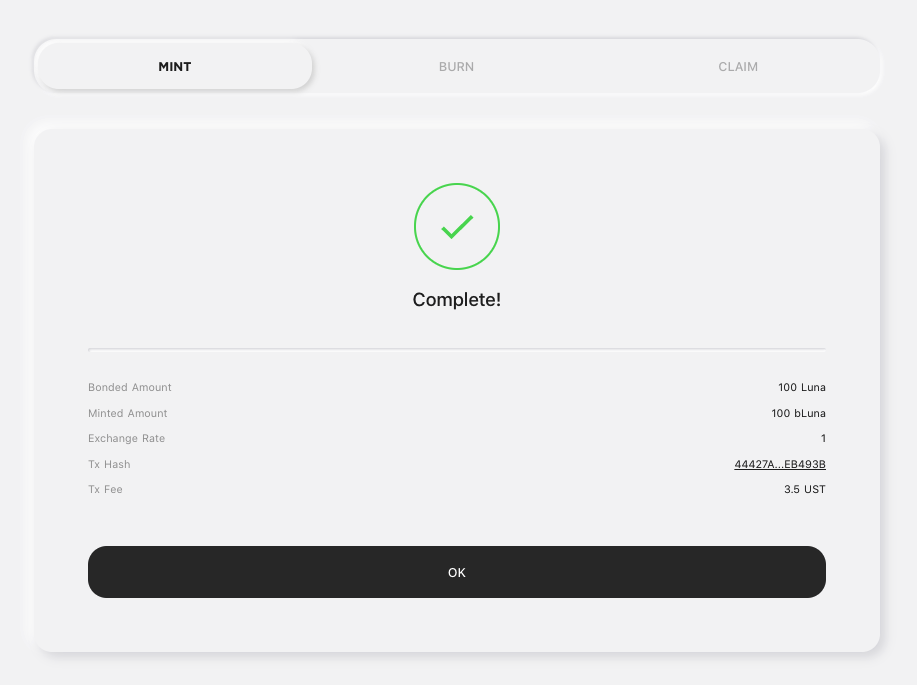 MINT BURN CLAIM
Complete!
Bonded Amount 100 Luna
Minted Amount 100 bLuna
Exchange Rate 1
Tx Hash 44427A...EB493B
Tx Fee 3.5 UST
OK